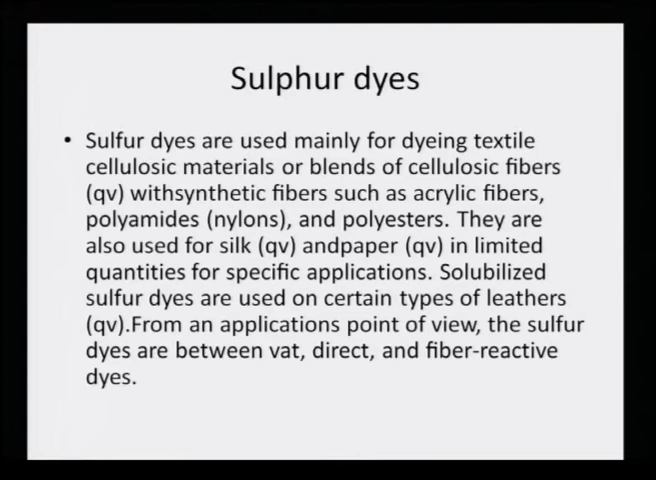 Sulphur dyes
• Sulfur dyes are used mainly for dyeing textile
cellulosic materials or blends of cellulosic fibers
(qv) withsynthetic fibers such as acrylic fibers,
polyamides (nylons), and polyesters. They are
also used for silk (qv) andpaper (qv) in limited
quantities for specific applications. Solubilized
sulfur dyes are used on certain types of leathers
(qv).From an applications point of view, the sulfur
dyes are between vat, direct, and fiber-reactive
dyes.